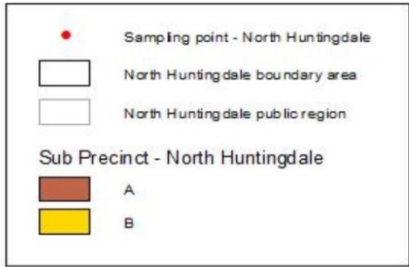 Sampling point - North Huntingdale
North Huntingdale boundary area
North Huntingdale public region
Sub Precinct - North Huntingdale
A
B